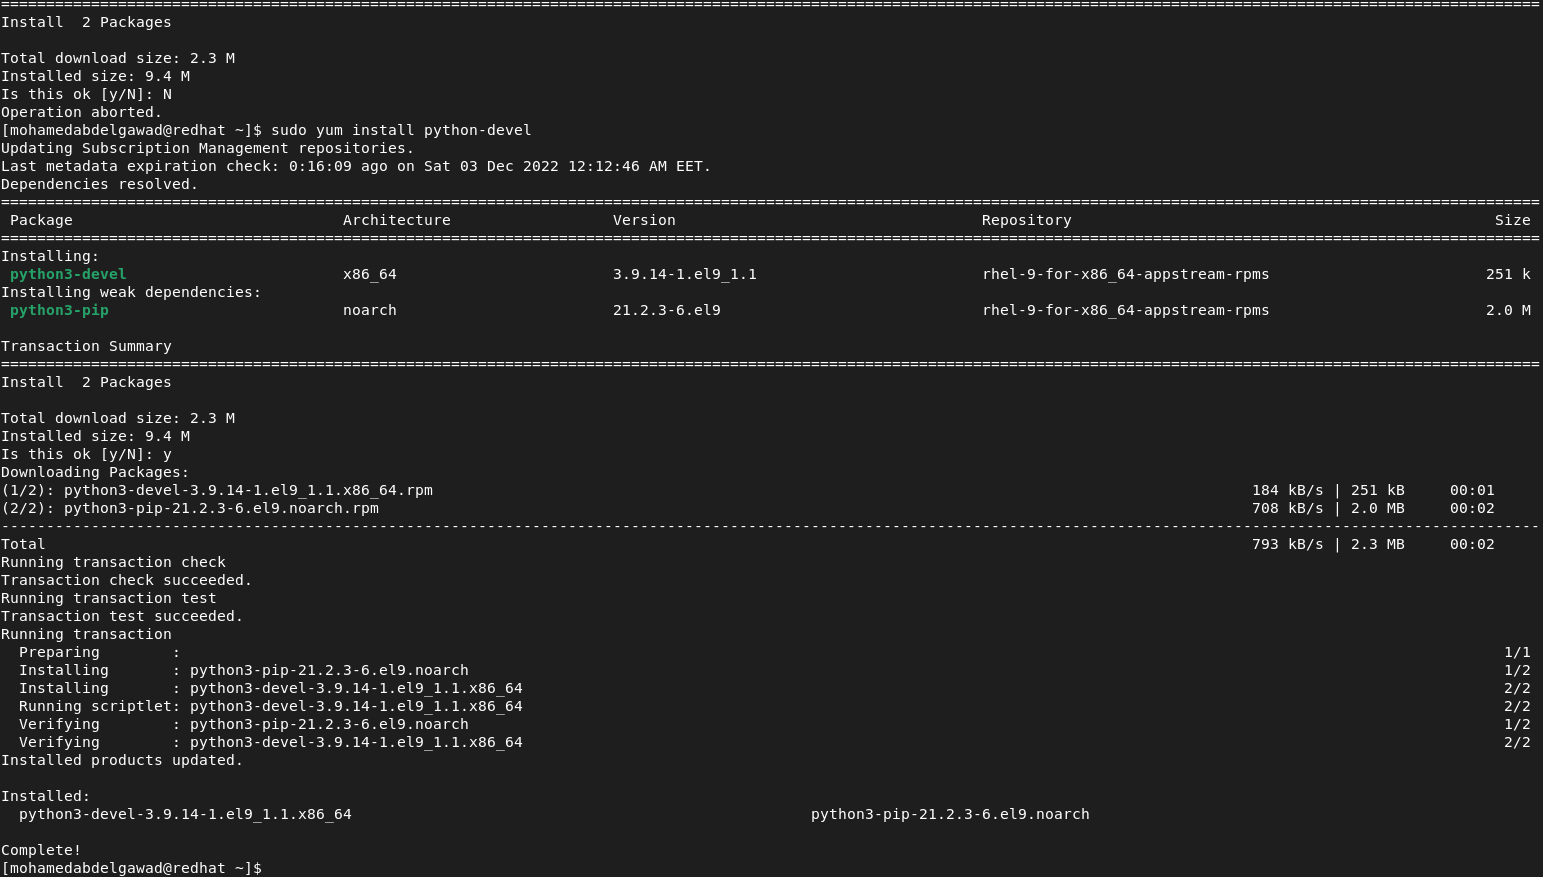 ================================================================================================================================================================================
Install  2 Packages

Total download size: 2.3 M
Installed size: 9.4 M
Is this ok [y/N]: N
Operation aborted.
[mohamedabdelgawad@redhat ~]$ sudo yum install python-devel
Updating Subscription Management repositories.
Last metadata expiration check: 0:16:09 ago on Sat 03 Dec 2022 12:12:46 AM EET.
Dependencies resolved.
================================================================================================================================================================================
 Package                              Architecture                  Version                                  Repository                                               Size
================================================================================================================================================================================
Installing:
 python3-devel                        x86_64                        3.9.14-1.el9_1.1                         rhel-9-for-x86_64-appstream-rpms                        251 k
Installing weak dependencies:
 python3-pip                          noarch                        21.2.3-6.el9                             rhel-9-for-x86_64-appstream-rpms                        2.0 M

Transaction Summary
================================================================================================================================================================================
Install  2 Packages

Total download size: 2.3 M
Installed size: 9.4 M
Is this ok [y/N]: y
Downloading Packages:
(1/2): python3-devel-3.9.14-1.el9_1.1.x86_64.rpm                                                                                           184 kB/s | 251 kB     00:01
(2/2): python3-pip-21.2.3-6.el9.noarch.rpm                                                                                                 708 kB/s | 2.0 MB     00:02
--------------------------------------------------------------------------------------------------------------------------------------------------------------------------------
Total                                                                                                                                      793 kB/s | 2.3 MB     00:02
Running transaction check
Transaction check succeeded.
Running transaction test
Transaction test succeeded.
Running transaction
  Preparing        :                                                                                                                                                   1/1
  Installing       : python3-pip-21.2.3-6.el9.noarch                                                                                                                   1/2
  Installing       : python3-devel-3.9.14-1.el9_1.1.x86_64                                                                                                             2/2
  Running scriptlet: python3-devel-3.9.14-1.el9_1.1.x86_64                                                                                                             2/2
  Verifying        : python3-pip-21.2.3-6.el9.noarch                                                                                                                   1/2
  Verifying        : python3-devel-3.9.14-1.el9_1.1.x86_64                                                                                                             2/2
Installed products updated.

Installed:
  python3-devel-3.9.14-1.el9_1.1.x86_64                                                   python3-pip-21.2.3-6.el9.noarch

Complete!
[mohamedabdelgawad@redhat ~]$